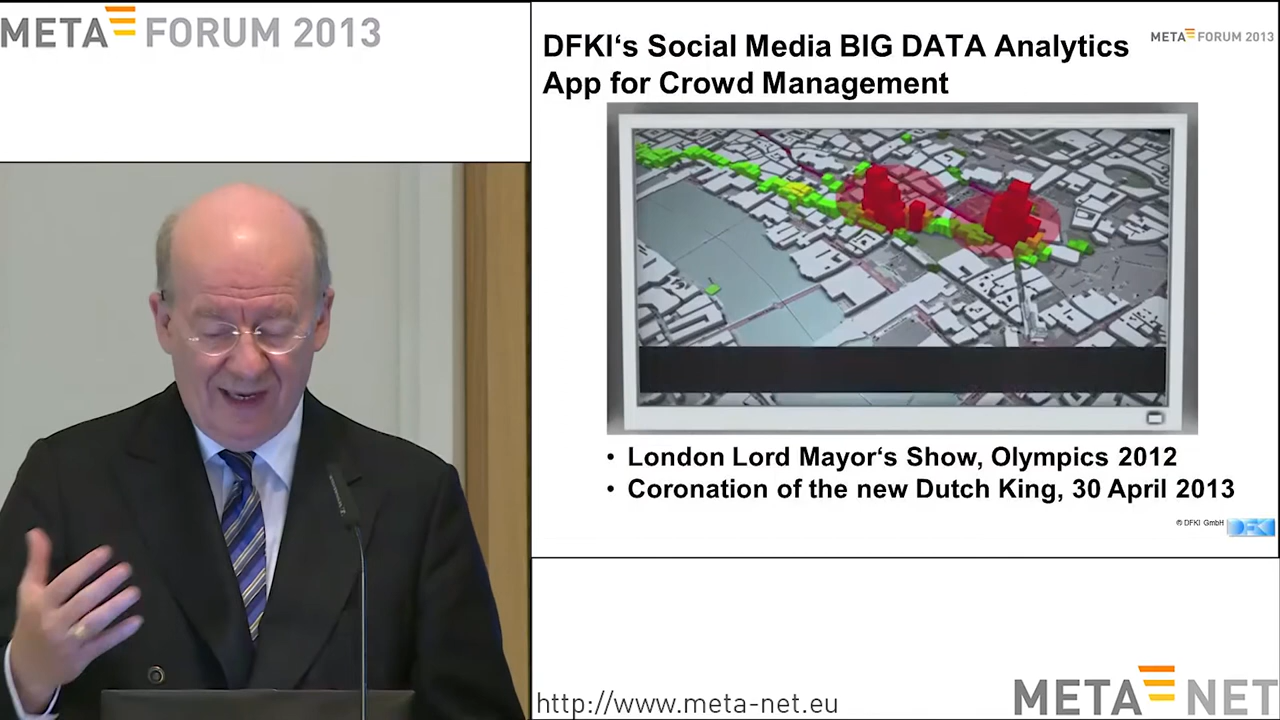 META FORUM 2013
DFKI‘s Social Media BIG DATA Analytics
App for Crowd Management
META FORUM 2013
• London Lord Mayor‘s Show, Olympics 2012
• Coronation of the new Dutch King, 30 April 2013
© DFKI GmbH
DFKI
http://www.meta-net.eu
META NET